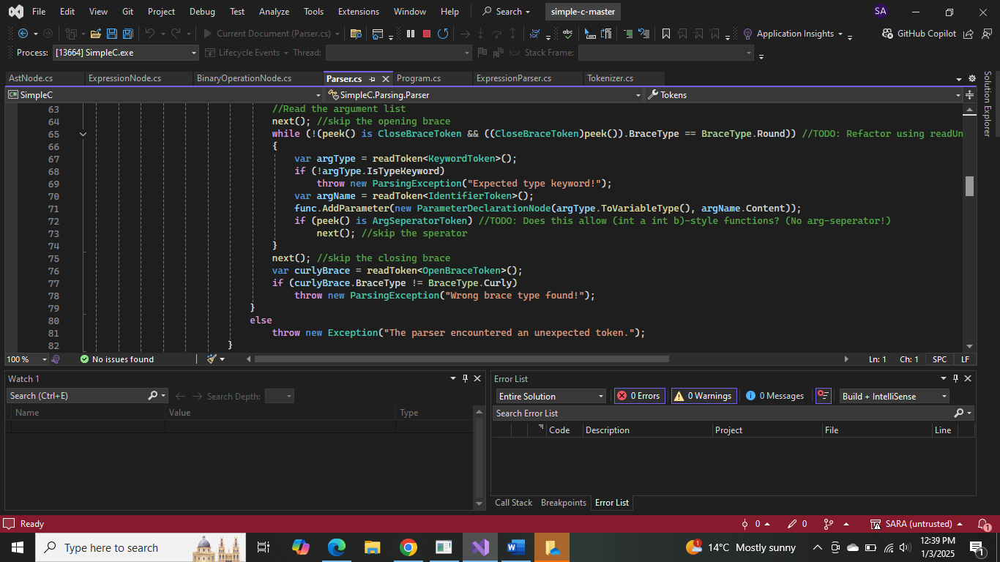 File Edit View Git Project Debug Test Analyze Tools Extensions Window Help Search simple-c-master SA
Current Document (Parser.cs) Application Insights GitHub Copilot
Process: [13664] SimpleC.exe Lifecycle Events Thread: Stack Frame:
AstNode.cs ExpressionNode.cs BinaryOperationNode.cs Parser.cs Program.cs ExpressionParser.cs Tokenizer.cs
Solution Explorer
SimpleC SimpleC.Parsing.Parser Tokens
63 //Read the argument list
64 next(); //skip the opening brace
65 while (!(peek() is CloseBraceToken && ((CloseBraceToken)peek()).BraceType == BraceType.Round)) //TODO: Refactor using readUn
66 {
67 var argType = readToken<KeywordToken>();
68 if (!argType.IsTypeKeyword)
69 throw new ParsingException("Expected type keyword!");
70 var argName = readToken<IdentifierToken>();
71 func.AddParameter(new ParameterDeclarationNode(argType.ToVariableType(), argName.Content));
72 if (peek() is ArgSeperatorToken) //TODO: Does this allow (int a int b)-style functions? (No arg-seperator!)
73 next(); //skip the sperator
74 }
75 next(); //skip the closing brace
76 var curlyBrace = readToken<OpenBraceToken>();
77 if (curlyBrace.BraceType != BraceType.Curly)
78 throw new ParsingException("Wrong brace type found!");
79 }
80 else
81 throw new Exception("The parser encountered an unexpected token.");
82 }
100 % No issues found Ln: 1 Ch: 1 SPC LF
Watch 1
Search (Ctrl+E) Search Depth:
Name Value Type
Error List
Entire Solution 0 Errors 0 Warnings 0 Messages Build + IntelliSense
Search Error List
Code Description Project File Line
Call Stack Breakpoints Error List
Ready 0 0 SARA (untrusted) 1
Type here to search 1 14°C Mostly sunny 12:39 PM
1/3/2025 1